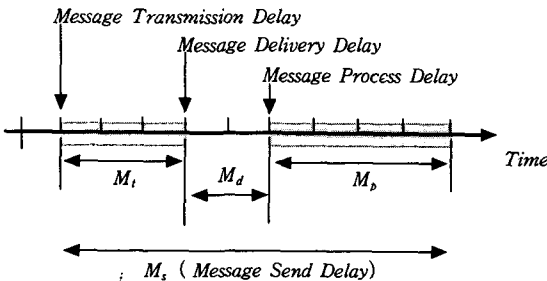 Message Transmission Delay
Message Delivery Delay
Message Process Delay
Time
M_t
M_d
M_p
M_s ( Message Send Delay)